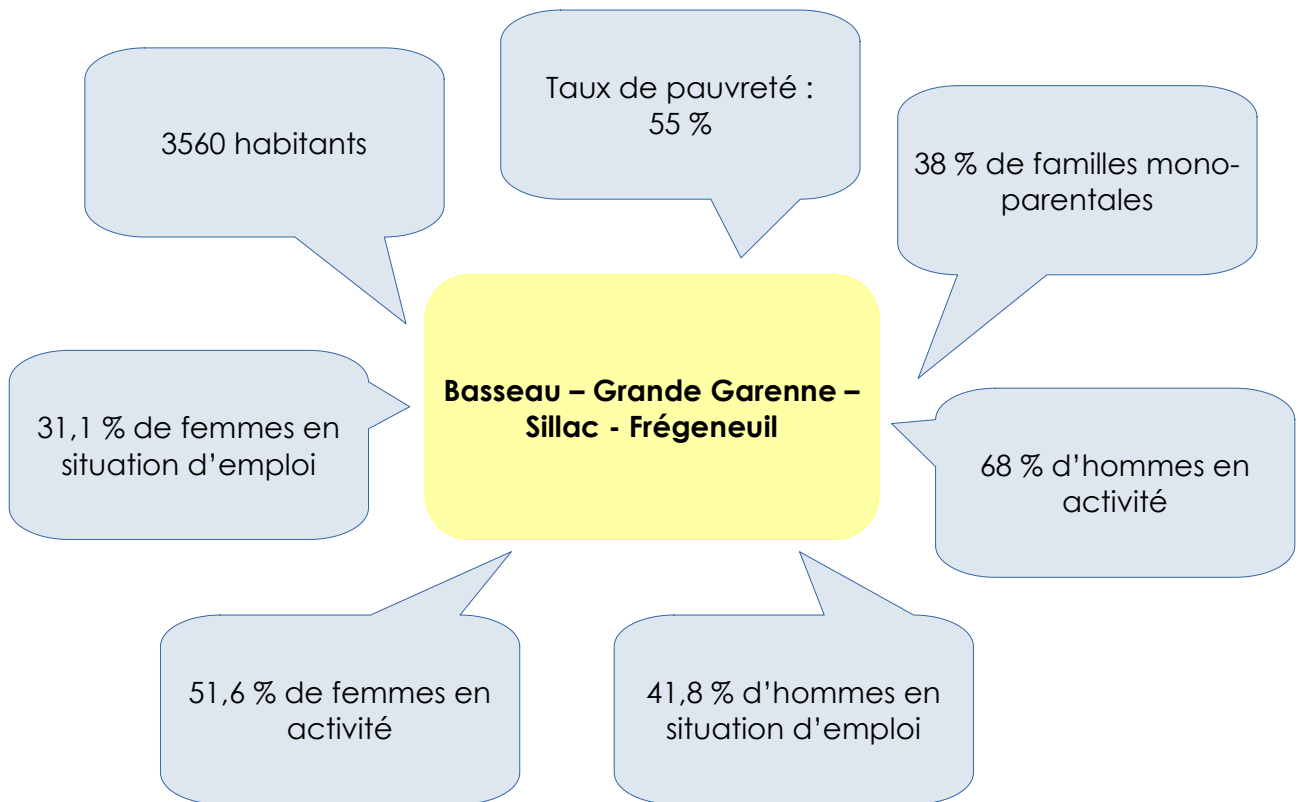 3560 habitants
Taux de pauvreté :
55 %
38 % de familles mono-
parentales
Basseau – Grande Garenne –
Sillac - Frégeneuil
31,1 % de femmes en
situation d’emploi
68 % d’hommes en
activité
51,6 % de femmes en
activité
41,8 % d’hommes en
situation d’emploi